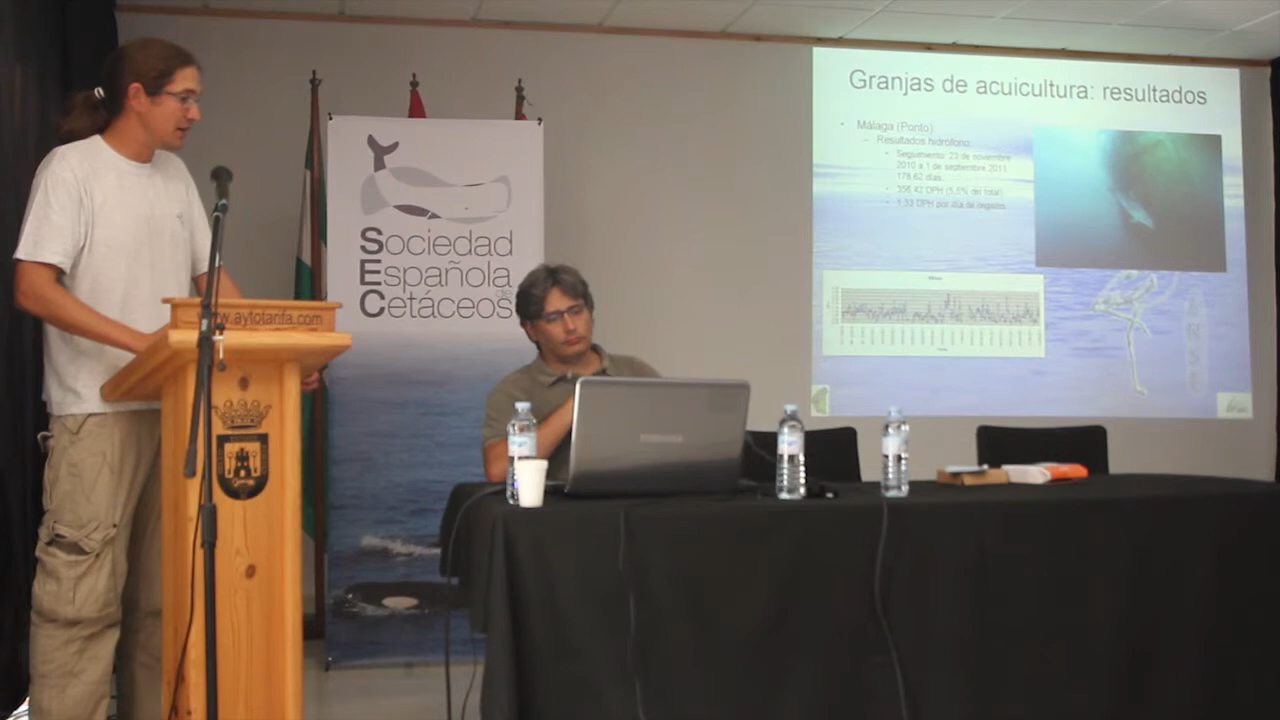 Granjas de acuicultura: resultados
Málaga (Ponto)
Resultados hidrófono:
Seguimiento: 23 de noviembre
2010 a 1 de septiembre 2011
178,62 días.
358,42 DPH (5,5% del total)
1,33 DPH por día de registro
Sociedad
Española
de
Cetáceos
www.aytotarifa.com